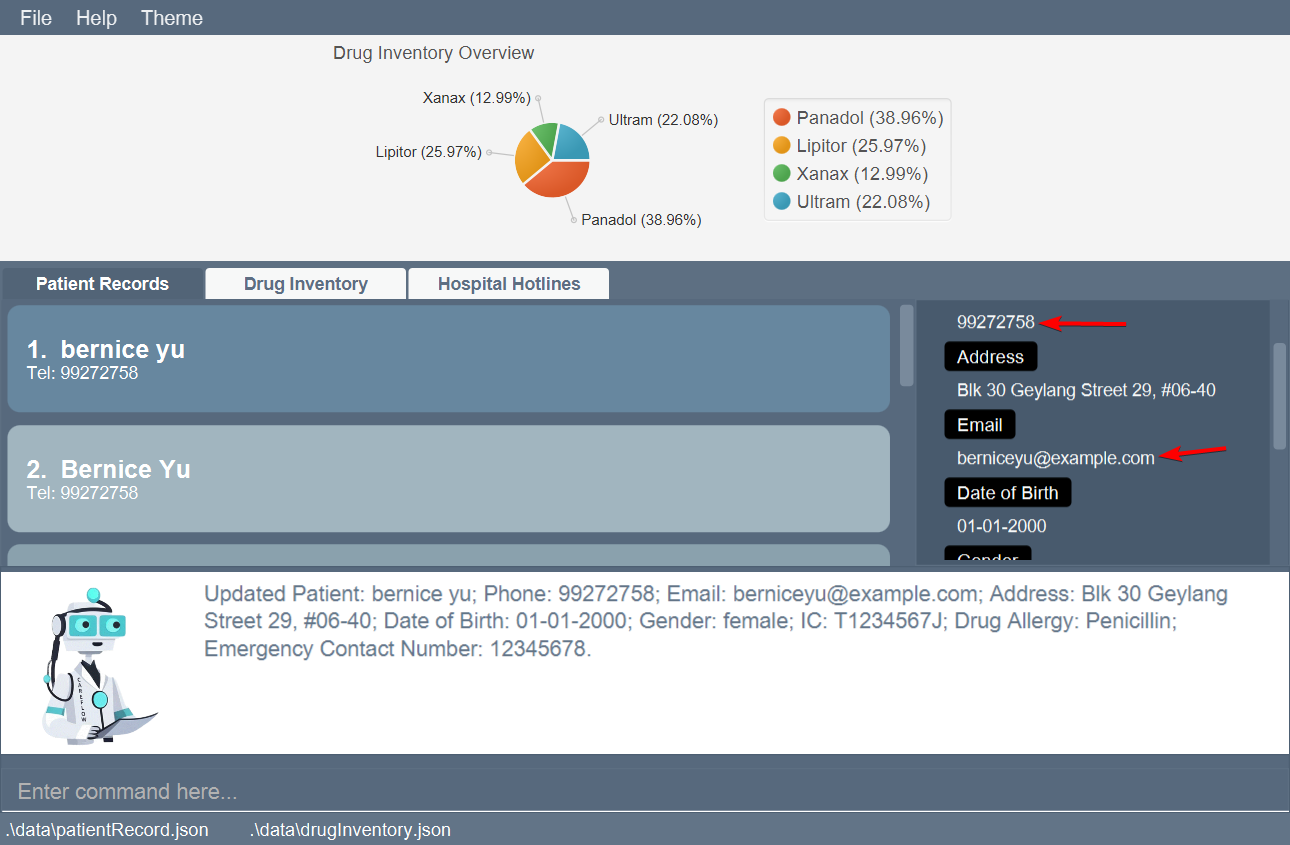 File Help Theme
Drug Inventory Overview
Xanax (12.99%)
Ultram (22.08%)
Lipitor (25.97%)
Panadol (38.96%)
Panadol (38.96%)
Lipitor (25.97%)
Xanax (12.99%)
Ultram (22.08%)
Patient Records Drug Inventory Hospital Hotlines
1. bernice yu
Tel: 99272758
2. Bernice Yu
Tel: 99272758
99272758
Address
Blk 30 Geylang Street 29, #06-40
Email
berniceyu@example.com
Date of Birth
01-01-2000
Gender
Updated Patient: bernice yu; Phone: 99272758; Email: berniceyu@example.com; Address: Blk 30 Geylang
Street 29, #06-40; Date of Birth: 01-01-2000; Gender: female; IC: T1234567J; Drug Allergy: Penicillin;
Emergency Contact Number: 12345678.
CAREFLOW
Enter command here...
.\data\patientRecord.json .\data\drugInventory.json